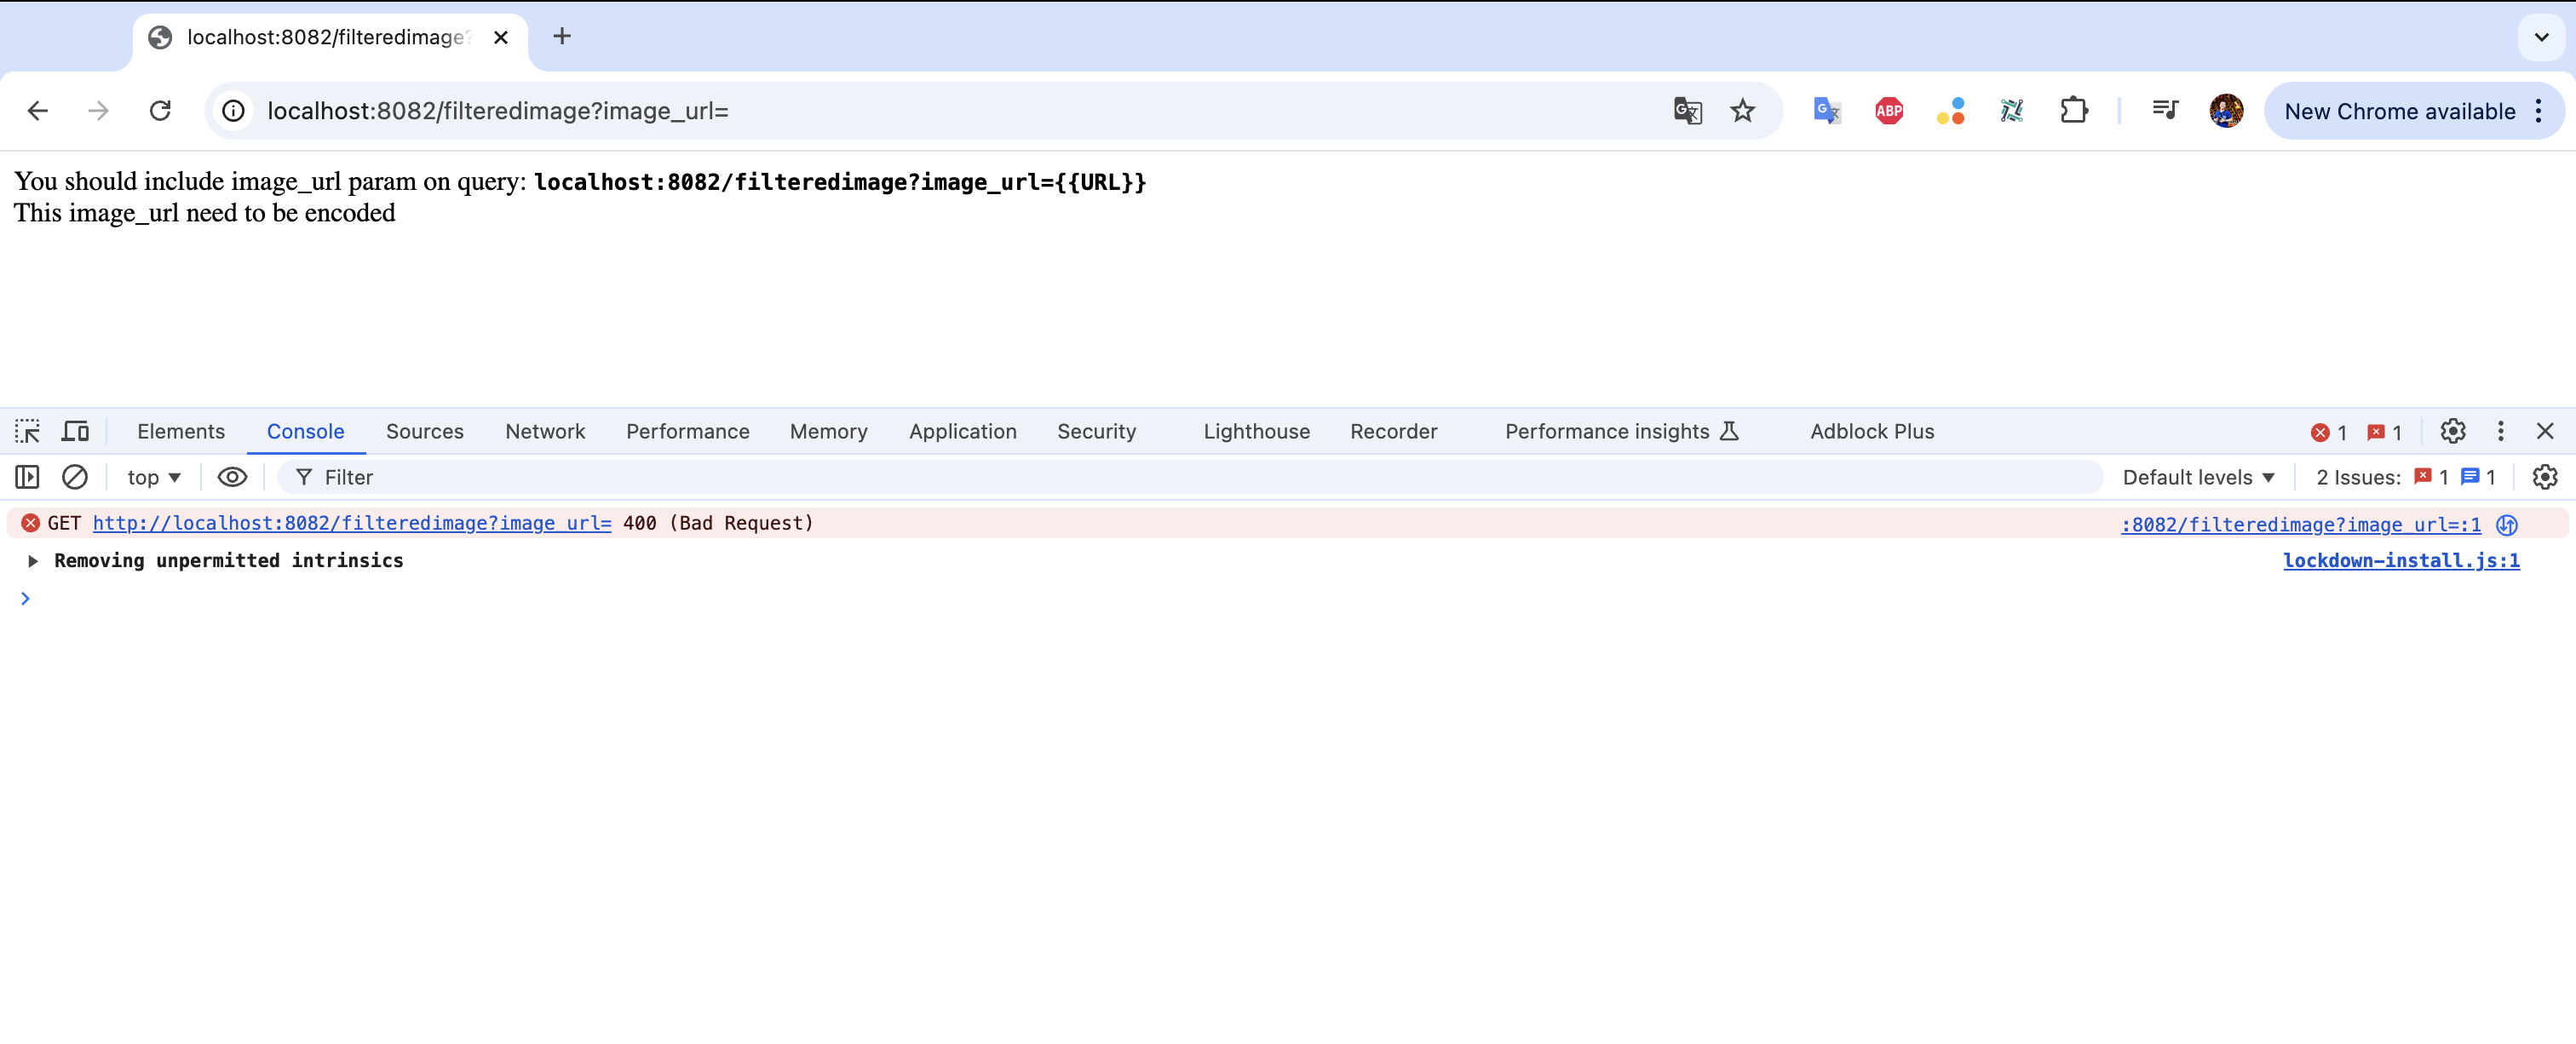 localhost:8082/filteredimage?
localhost:8082/filteredimage?image_url=
ABP
New Chrome available
You should include image_url param on query: localhost:8082/filteredimage?image_url={{URL}}
This image_url need to be encoded
Elements Console Sources Network Performance Memory Application Security Lighthouse Recorder Performance insights Adblock Plus 1 1
top Filter Default levels 2 Issues: 1 1
GET http://localhost:8082/filteredimage?image_url= 400 (Bad Request) :8082/filteredimage?image_url=:1
Removing unpermitted intrinsics lockdown-install.js:1